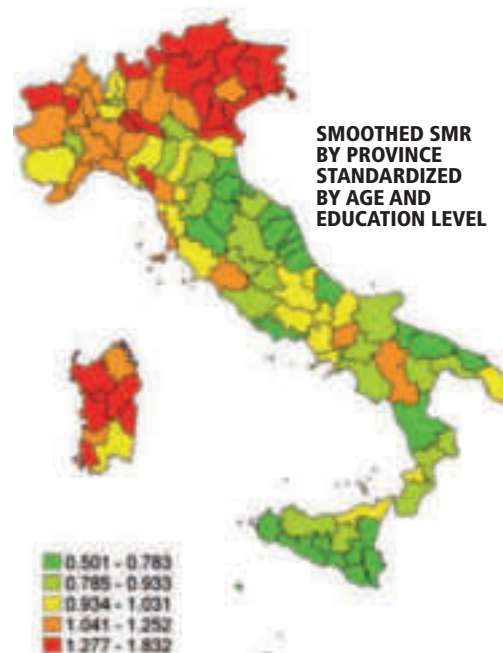 SMOOTHED SMR
BY PROVINCE
STANDARDIZED
BY AGE AND
EDUCATION LEVEL
0.501 - 0.783
0.785 - 0.933
0.934 - 1.031
1.041 - 1.252
1.277 - 1.832